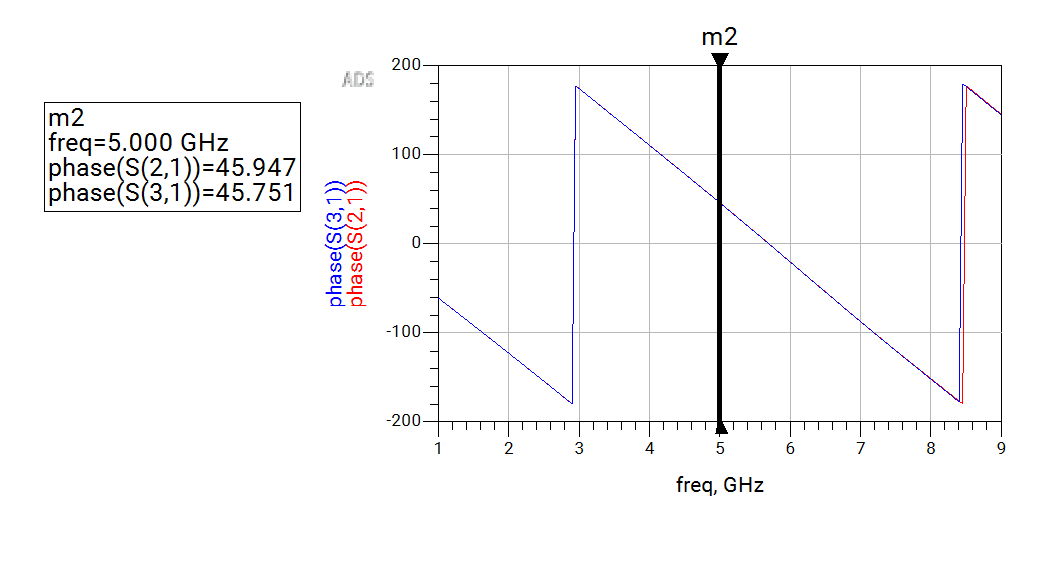 m2
ADS
m2
freq=5.000 GHz
phase(S(2,1))=45.947
phase(S(3,1))=45.751
200
100
0
-100
-200
phase(S(3,1))
phase(S(2,1))
1 2 3 4 5 6 7 8 9
freq, GHz